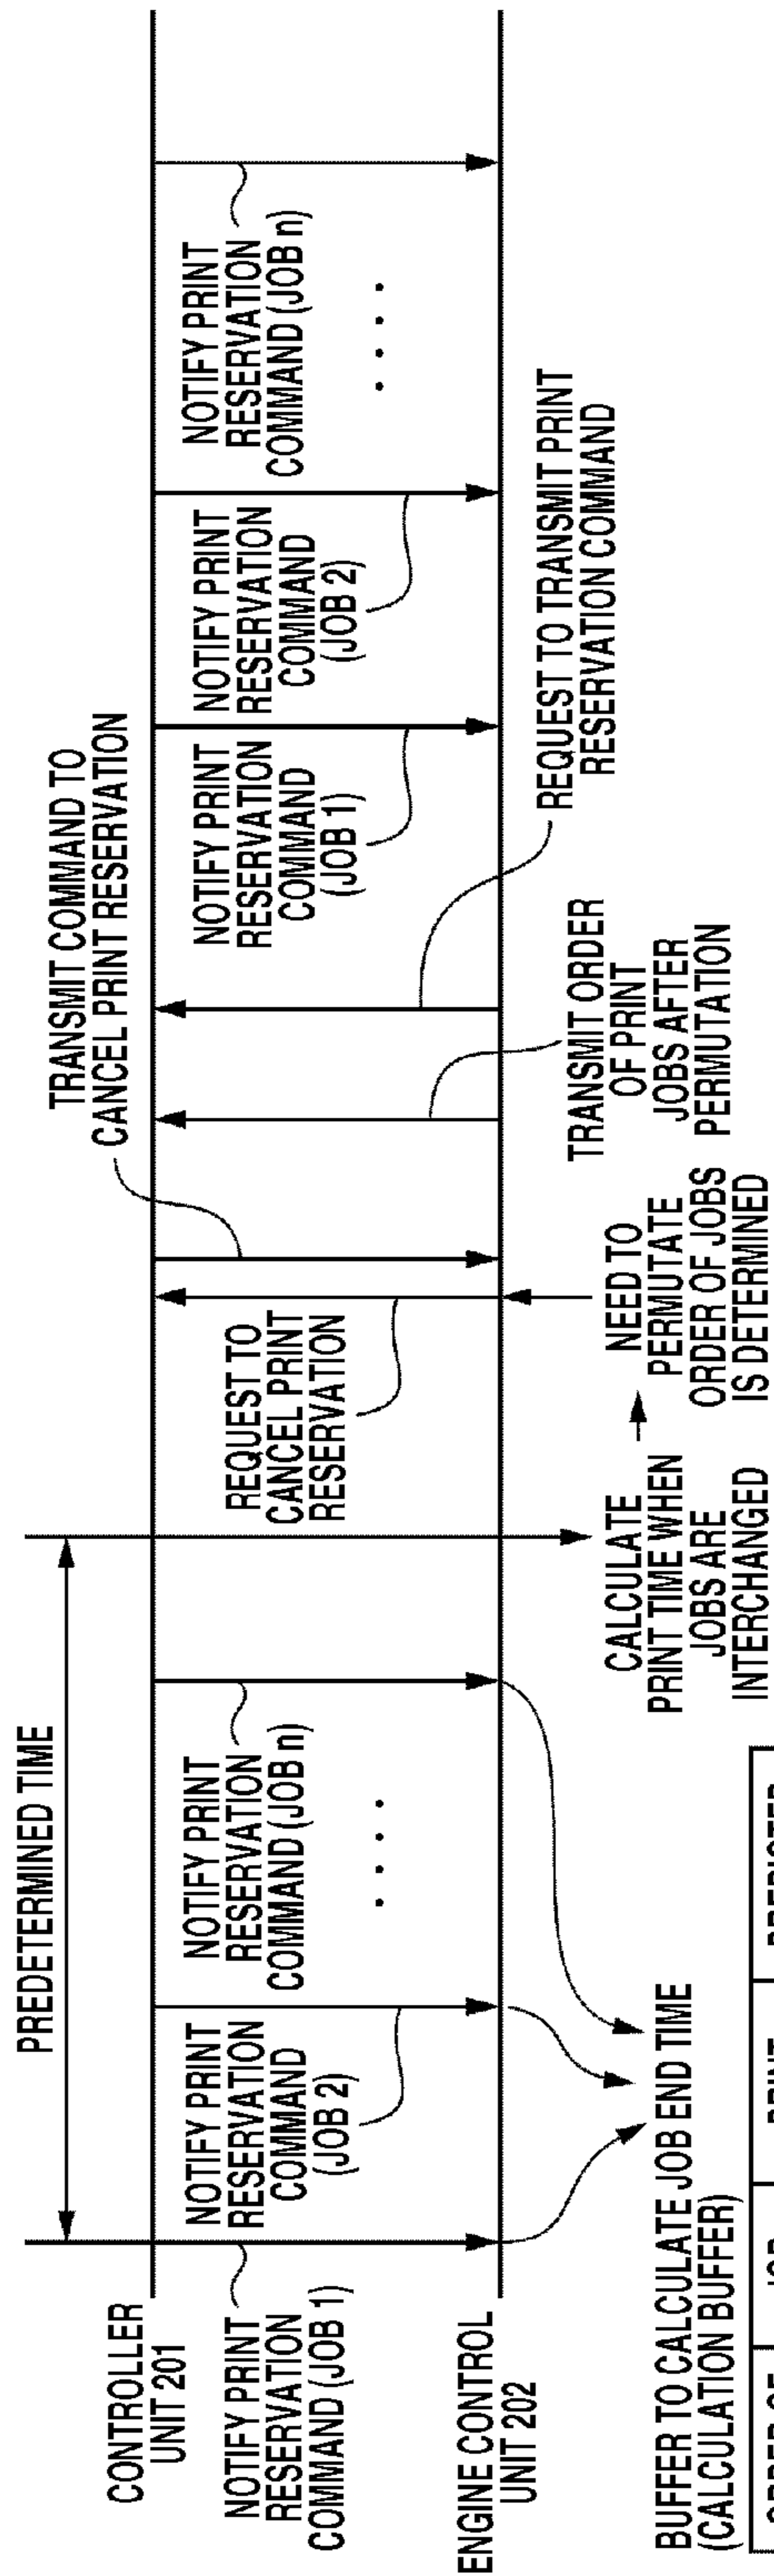 PREDETERMINED TIME
TRANSMIT COMMAND TO
CANCEL PRINT RESERVATION
CONTROLLER
UNIT 201
NOTIFY PRINT
RESERVATION
COMMAND (JOB 1)
NOTIFY PRINT
RESERVATION
COMMAND
(JOB 2)
NOTIFY PRINT
RESERVATION
COMMAND (JOB n)
REQUEST TO
CANCEL PRINT
RESERVATION
NOTIFY PRINT
RESERVATION
COMMAND
(JOB 1)
NOTIFY PRINT
RESERVATION
COMMAND
(JOB 2)
NOTIFY PRINT
RESERVATION
COMMAND (JOB n)
ENGINE CONTROL
UNIT 202
BUFFER TO CALCULATE JOB END TIME
(CALCULATION BUFFER)
CALCULATE
PRINT TIME WHEN
JOBS ARE
INTERCHANGED
NEED TO
PERMUTATE
ORDER OF JOBS
IS DETERMINED
TRANSMIT ORDER
OF PRINT
JOBS AFTER
PERMUTATION
REQUEST TO TRANSMIT PRINT
RESERVATION COMMAND